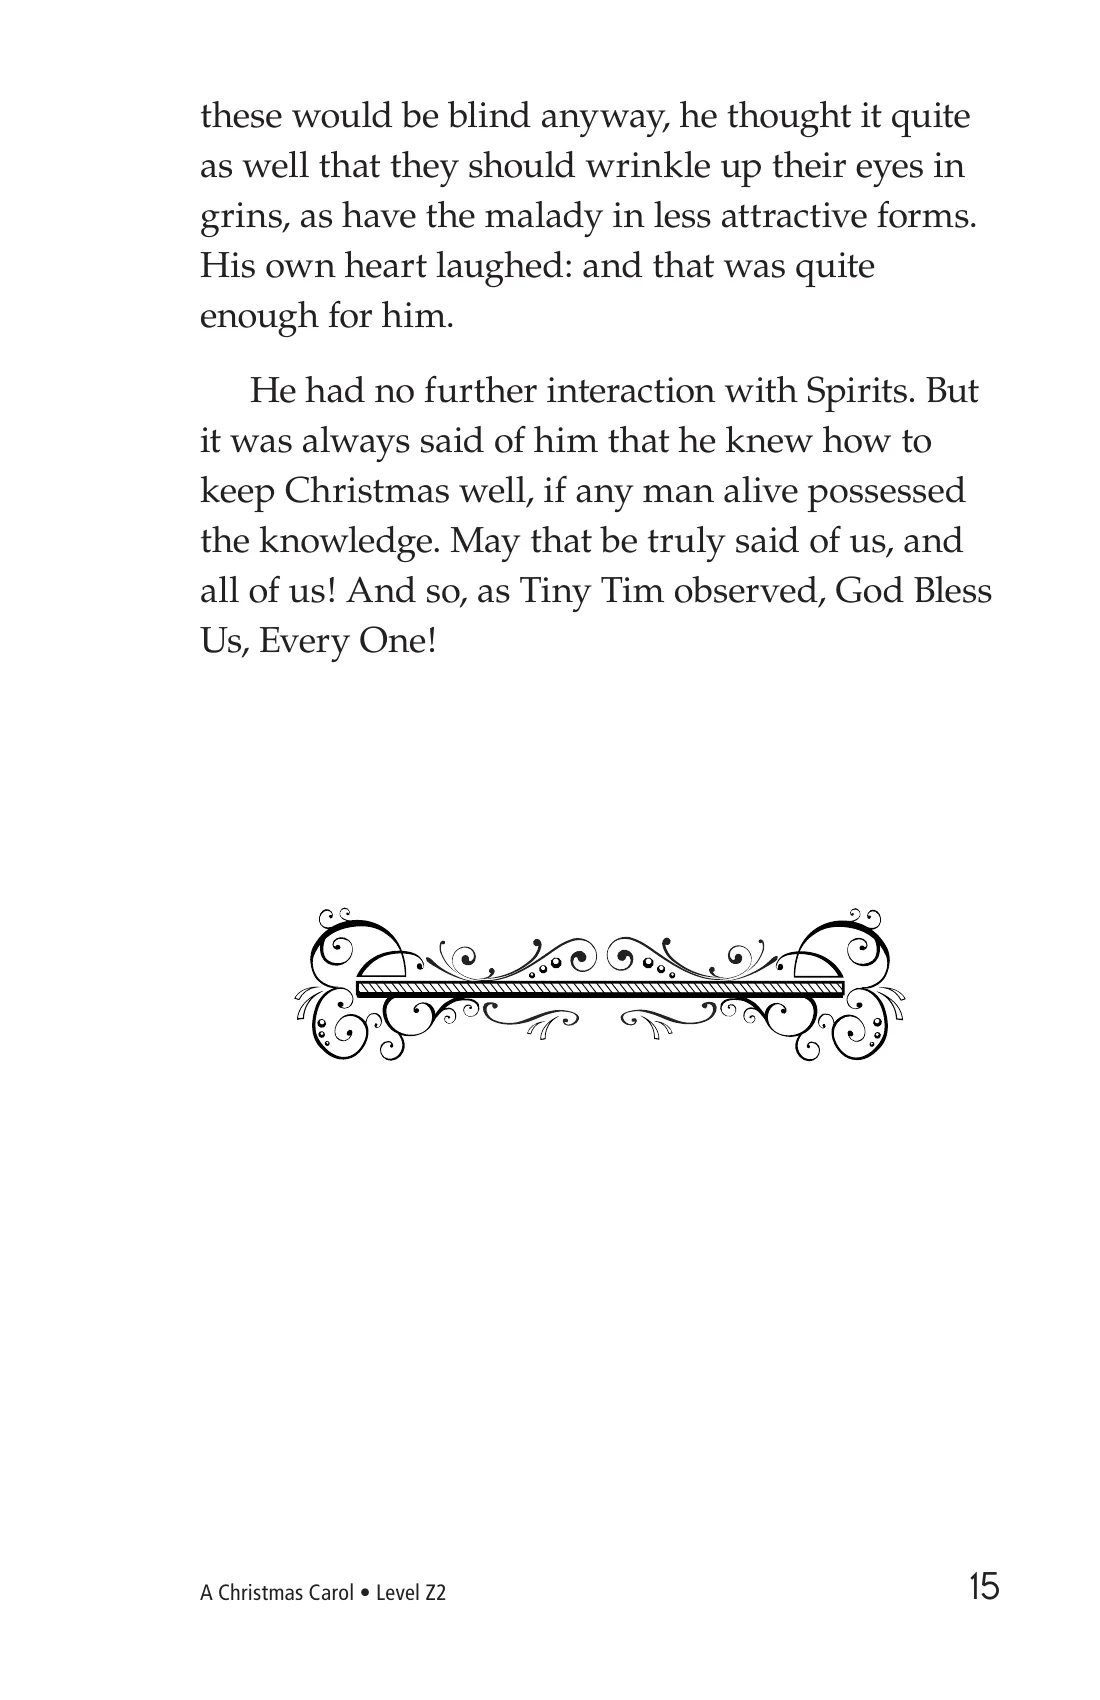 these would be blind anyway, he thought it quite
as well that they should wrinkle up their eyes in
grins, as have the malady in less attractive forms.
His own heart laughed: and that was quite
enough for him.
He had no further interaction with Spirits. But
it was always said of him that he knew how to
keep Christmas well, if any man alive possessed
the knowledge. May that be truly said of us, and
all of us! And so, as Tiny Tim observed, God Bless
Us, Every One!
A Christmas Carol • Level Z2
15